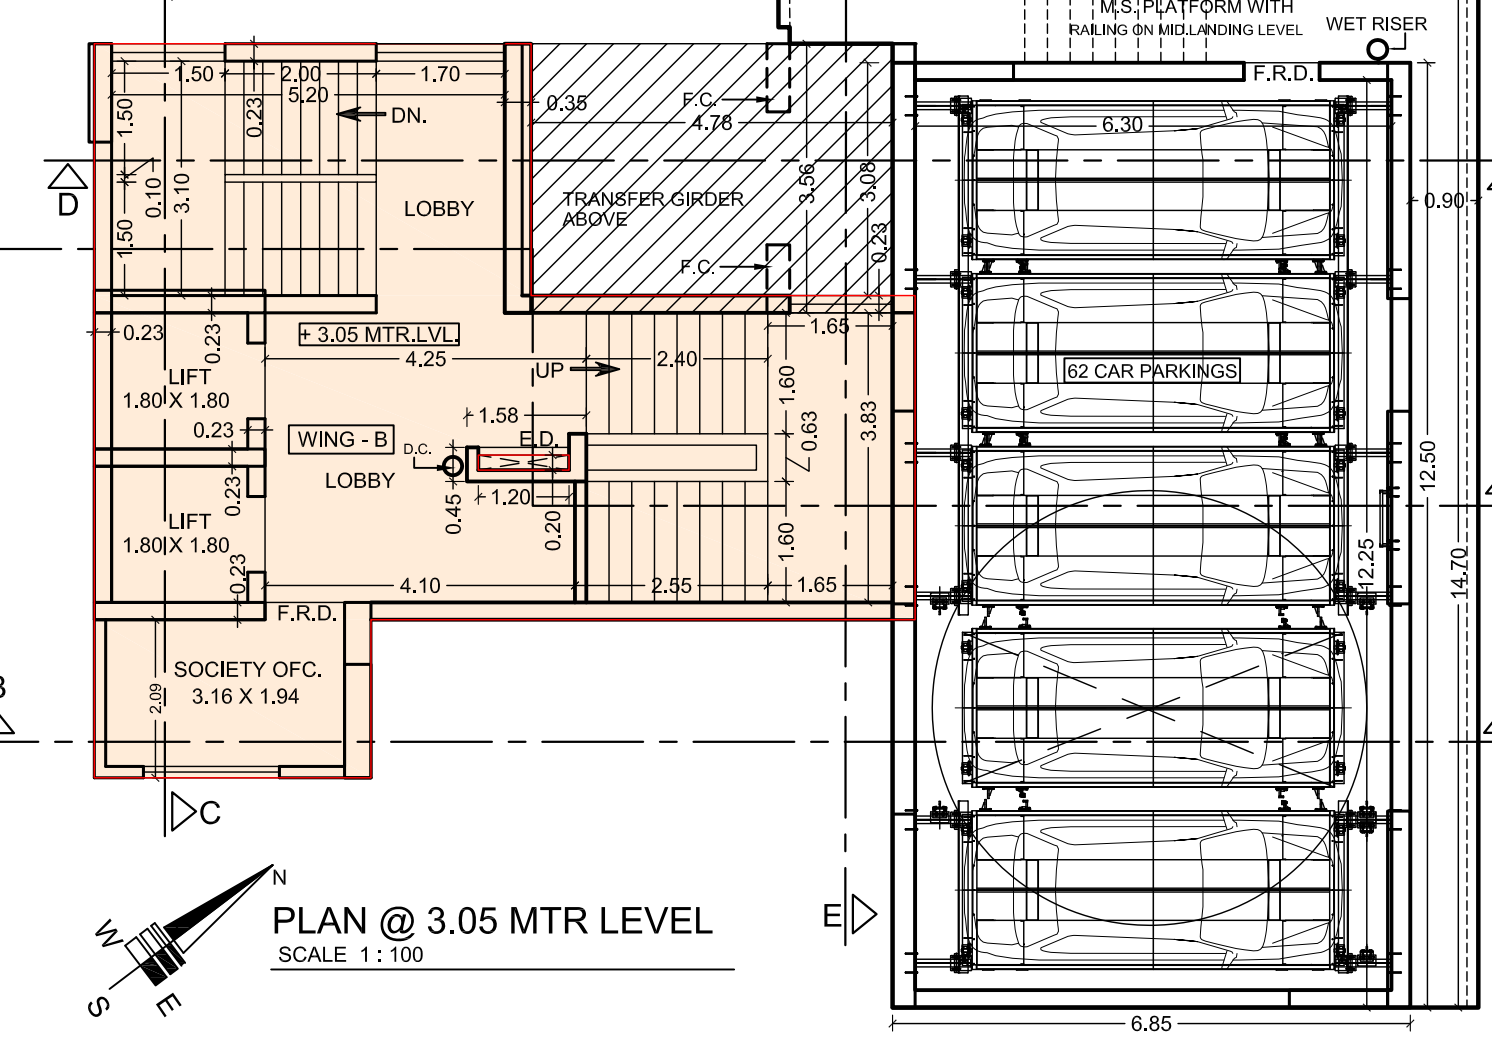 M.S. PLATFORM WITH
RAILING ON MID.LANDING LEVEL
WET RISER
F.R.D.
1.50
2.00
1.70
5.20
0.35
DN.
F.C.
4.78
6.30
1.50
0.23
0.10
3.10
1.50
D
LOBBY
TRANSFER GIRDER
ABOVE
3.56
3.08
0.23
0.90
F.C.
0.23
0.23
+ 3.05 MTR.LVL.
1.65
4.25
2.40
UP
LIFT
1.80 X 1.80
62 CAR PARKINGS
1.58
1.60
0.63
3.83
0.23
WING - B
D.C.
E.D.
LOBBY
12.50
0.23
1.20
0.45
0.20
LIFT
1.80 X 1.80
1.60
12.25
14.70
0.23
4.10
2.55
1.65
F.R.D.
SOCIETY OFC.
3.16 X 1.94
2.09
C
E
N
W
S
E
PLAN @ 3.05 MTR LEVEL
SCALE 1 : 100
6.85